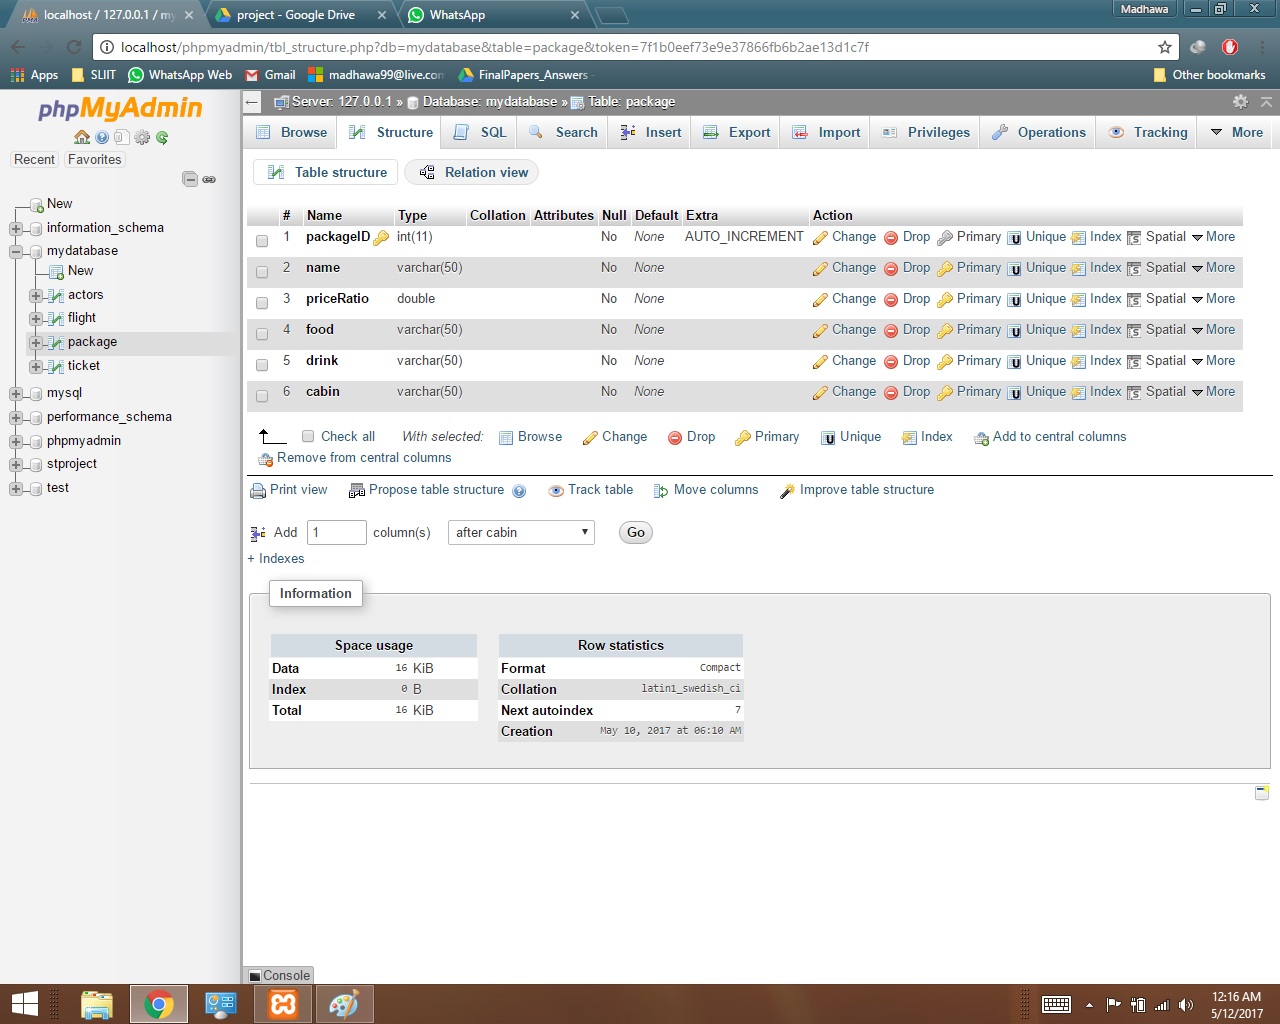 localhost / 127.0.0.1 / my
project - Google Drive
WhatsApp
Madhawa
localhost/phpmyadmin/tbl_structure.php?db=mydatabase&table=package&token=7f1b0eef73e9e37866fb6b2ae13d1c7f
Apps SLIIT WhatsApp Web Gmail madhawa99@live.com FinalPapers_Answers - Other bookmarks
phpMyAdmin
Recent Favorites
New
information_schema
mydatabase
New
actors
flight
package
ticket
mysql
performance_schema
phpmyadmin
stproject
test
Server: 127.0.0.1 » Database: mydatabase » Table: package
Browse Structure SQL Search Insert Export Import Privileges Operations Tracking More
Table structure Relation view
# Name Type Collation Attributes Null Default Extra Action
1 packageID int(11) No None AUTO_INCREMENT Change Drop Primary Unique Index Spatial More
2 name varchar(50) No None Change Drop Primary Unique Index Spatial More
3 priceRatio double No None Change Drop Primary Unique Index Spatial More
4 food varchar(50) No None Change Drop Primary Unique Index Spatial More
5 drink varchar(50) No None Change Drop Primary Unique Index Spatial More
6 cabin varchar(50) No None Change Drop Primary Unique Index Spatial More
Check all With selected: Browse Change Drop Primary Unique Index Add to central columns
Remove from central columns
Print view Propose table structure Track table Move columns Improve table structure
Add 1 column(s) after cabin Go
+ Indexes
Information
Space usage
Data 16 KiB
Index 0 B
Total 16 KiB
Row statistics
Format Compact
Collation latin1_swedish_ci
Next autoindex 7
Creation May 10, 2017 at 06:10 AM
Console
12:16 AM
5/12/2017